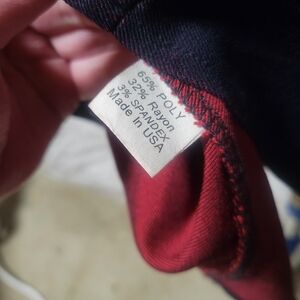 65% POLY
32% Rayon
3% SPANDEX
Made in USA